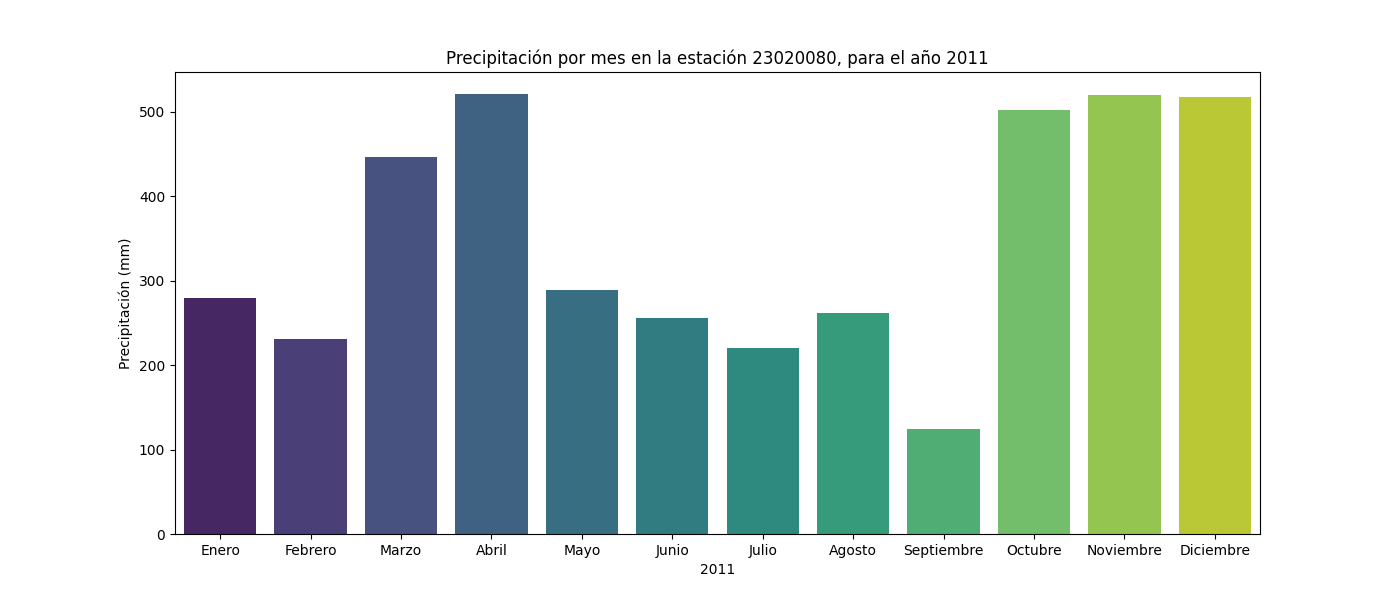 Precipitación por mes en la estación 23020080, para el año 2011
Precipitación (mm)
500
400
300
200
100
0
Enero Febrero Marzo Abril Mayo Junio Julio Agosto Septiembre Octubre Noviembre Diciembre
2011